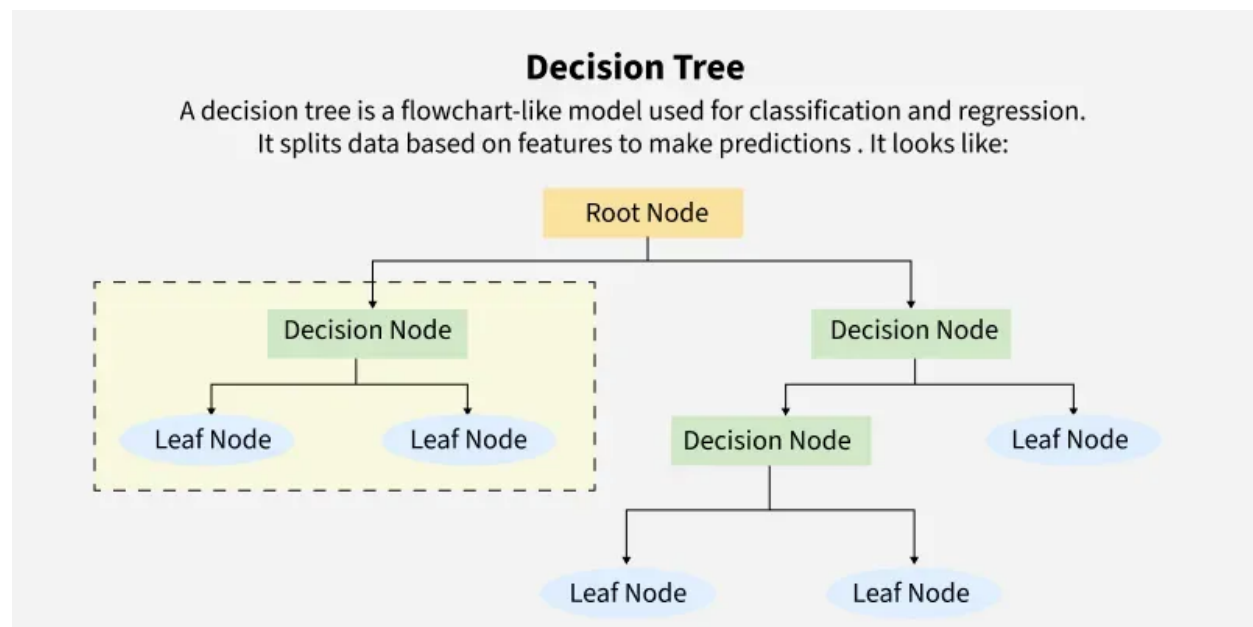 Decision Tree
A decision tree is a flowchart-like model used for classification and regression.
It splits data based on features to make predictions . It looks like:
Root Node
Decision Node
Decision Node
Leaf Node
Leaf Node
Decision Node
Leaf Node
Leaf Node
Leaf Node